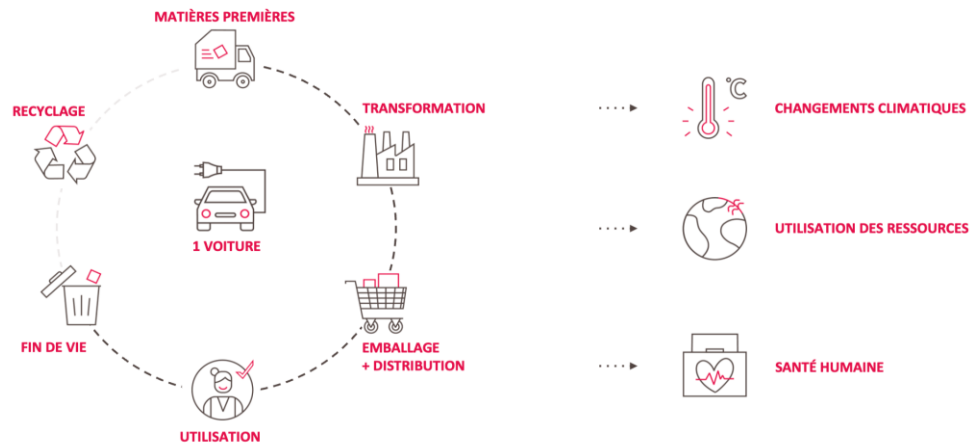 MATIÈRES PREMIÈRES
RECYCLAGE
TRANSFORMATION
°C
CHANGEMENTS CLIMATIQUES
1 VOITURE
UTILISATION DES RESSOURCES
FIN DE VIE
EMBALLAGE
+ DISTRIBUTION
SANTÉ HUMAINE
UTILISATION